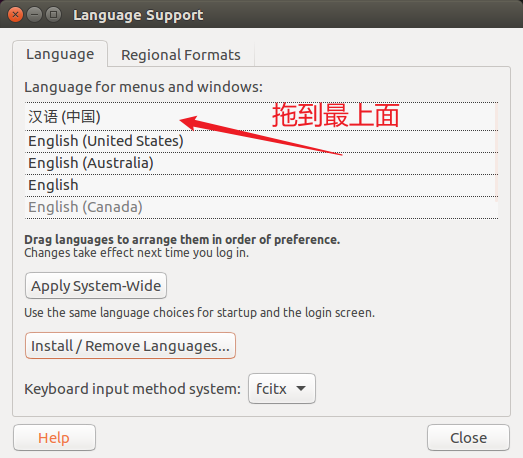 Language Support
Language
Regional Formats
Language for menus and windows:
汉语 (中国)
拖到最上面
English (United States)
English (Australia)
English
English (Canada)
Drag languages to arrange them in order of preference.
Changes take effect next time you log in.
Apply System-Wide
Use the same language choices for startup and the login screen.
Install / Remove Languages...
Keyboard input method system: fcitx
Help
Close